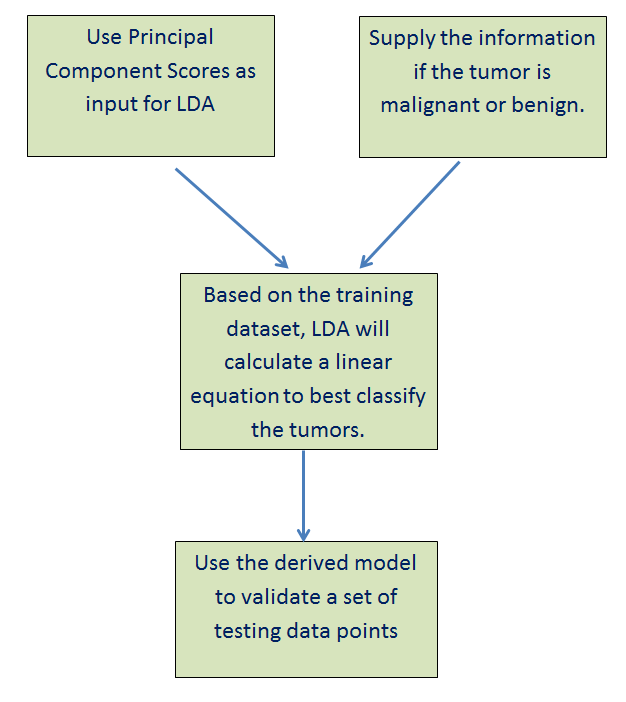 Use Principal
Component Scores as
input for LDA
Supply the information
if the tumor is
malignant or benign.
Based on the training
dataset, LDA will
calculate a linear
equation to best classify
the tumors.
Use the derived model
to validate a set of
testing data points